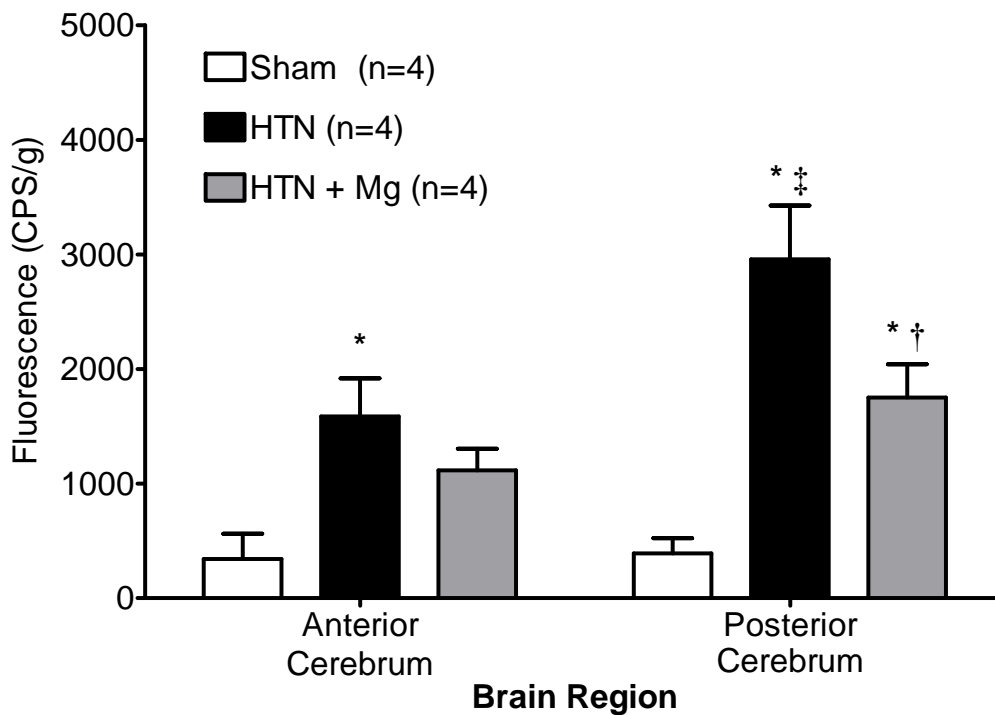 5000
4000
3000
2000
1000
0
Fluorescence (CPS/g)
Sham (n=4)
HTN (n=4)
HTN + Mg (n=4)
*
* ‡
* †
Anterior
Cerebrum
Posterior
Cerebrum
Brain Region